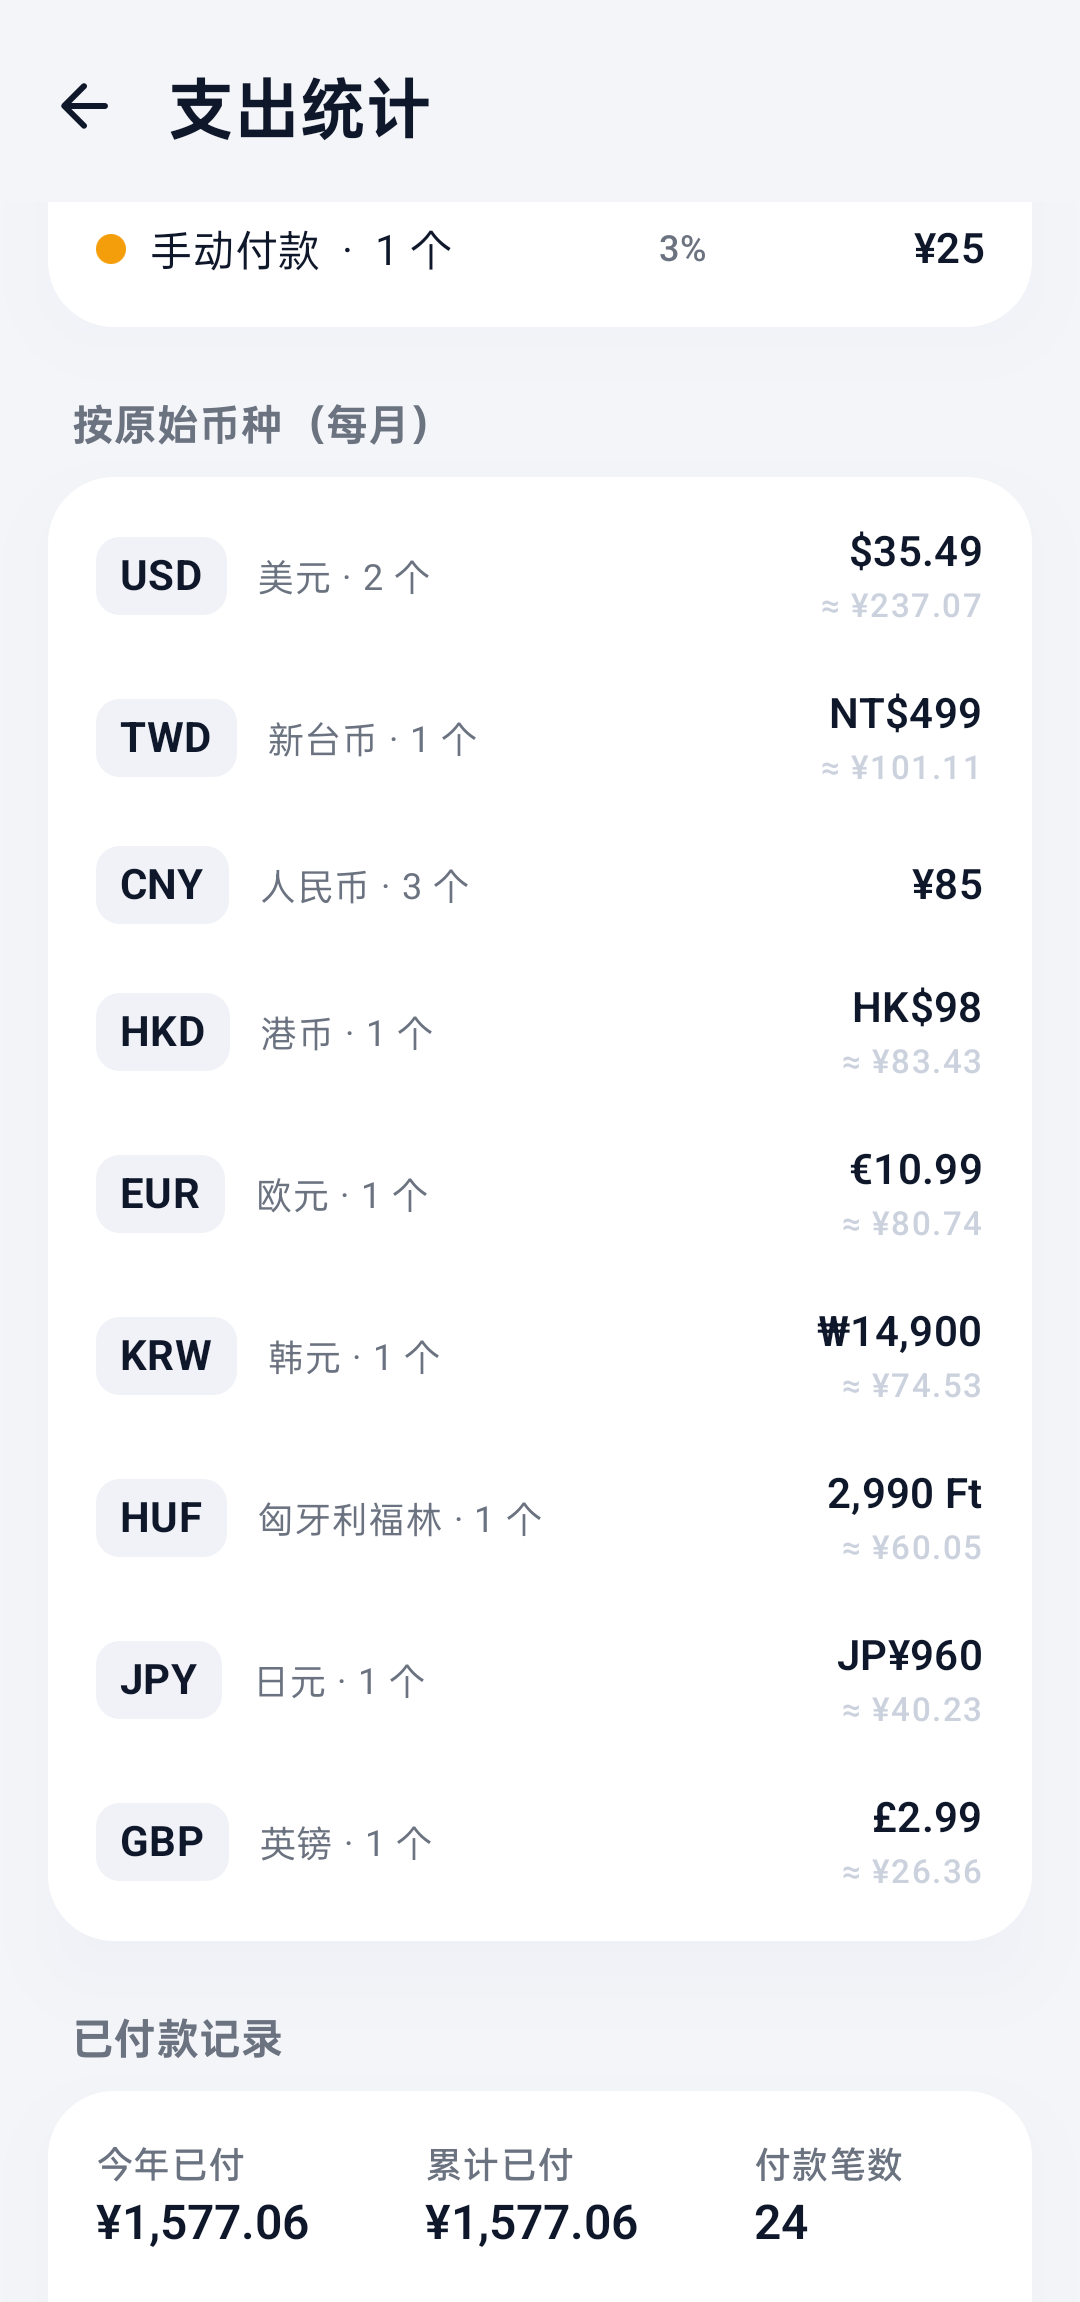 支出统计
手动付款 · 1 个 3% ¥25
按原始币种（每月）
USD 美元 · 2 个 $35.49
≈ ¥237.07
TWD 新台币 · 1 个 NT$499
≈ ¥101.11
CNY 人民币 · 3 个 ¥85
HKD 港币 · 1 个 HK$98
≈ ¥83.43
EUR 欧元 · 1 个 €10.99
≈ ¥80.74
KRW 韩元 · 1 个 ₩14,900
≈ ¥74.53
HUF 匈牙利福林 · 1 个 2,990 Ft
≈ ¥60.05
JPY 日元 · 1 个 JP¥960
≈ ¥40.23
GBP 英镑 · 1 个 £2.99
≈ ¥26.36
已付款记录
今年已付 累计已付 付款笔数
¥1,577.06 ¥1,577.06 24